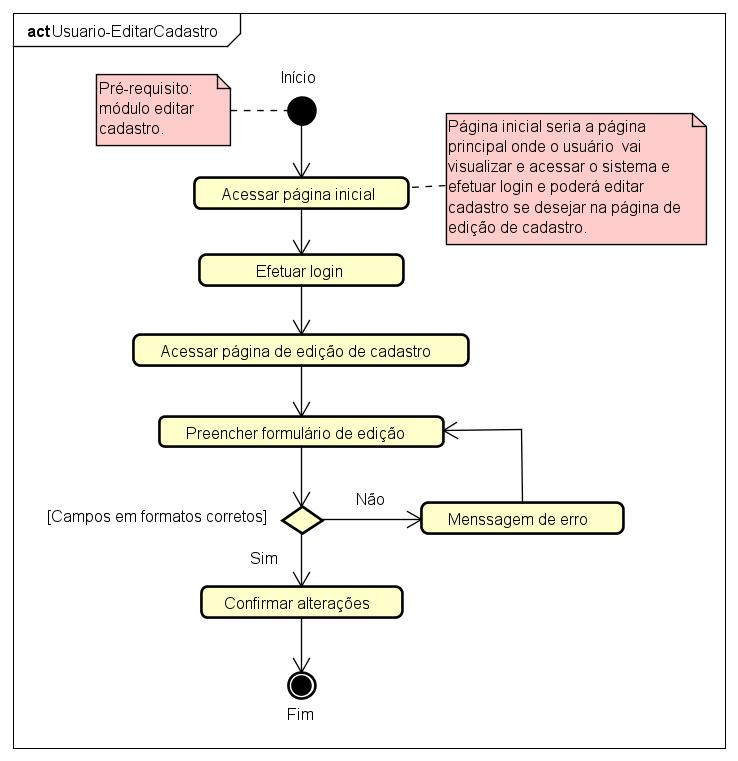 act Usuario-EditarCadastro
Início
Pré-requisito:
módulo editar
cadastro.
Página inicial seria a página
principal onde o usuário vai
visualizar e acessar o sistema e
efetuar login e poderá editar
cadastro se desejar na página de
edição de cadastro.
Acessar página inicial
Efetuar login
Acessar página de edição de cadastro
Preencher formulário de edição
[Campos em formatos corretos]
Não
Menssagem de erro
Sim
Confirmar alterações
Fim